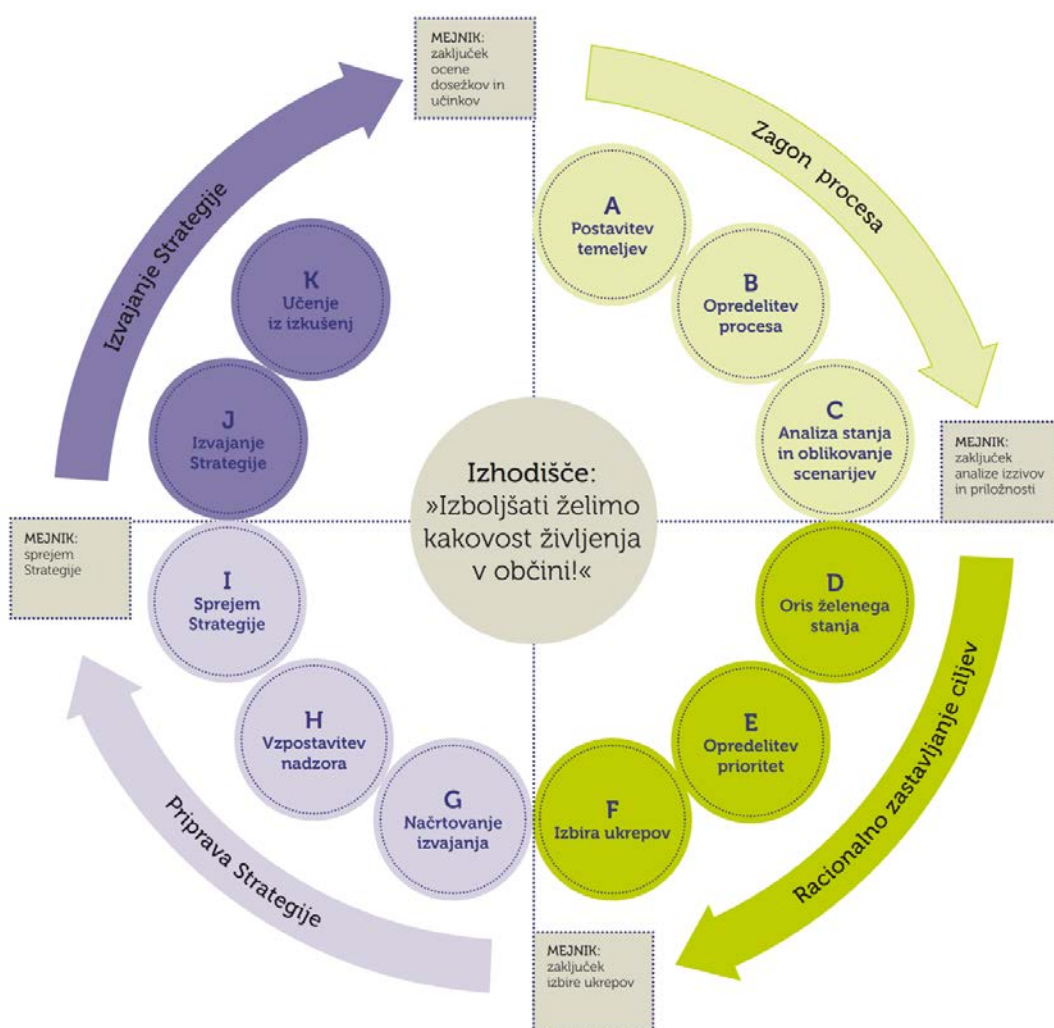 MEJNIK:
zaključek
ocene
dosežkov in
učinkov
Zagon procesa
A
Postavitev
temeljev
B
Opredelitev
procesa
C
Analiza stanja
in oblikovanje
scenarijev
MEJNIK:
zaključek
analize izzivov
in priložnosti
Izhodišče:
»Izboljšati želimo
kakovost življenja
v občini!«
D
Oris želenega
stanja
E
Opredelitev
prioritet
F
Izbira ukrepov
Racionalno zastavljanje ciljev
MEJNIK:
zaključek
izbire ukrepov
G
Načrtovanje
izvajanja
H
Vzpostavitev
nadzora
I
Sprejem
Strategije
Priprava Strategije
MEJNIK:
sprejem
Strategije
J
Izvajanje
Strategije
K
Učenje
iz izkušenj
Izvajanje Strategije